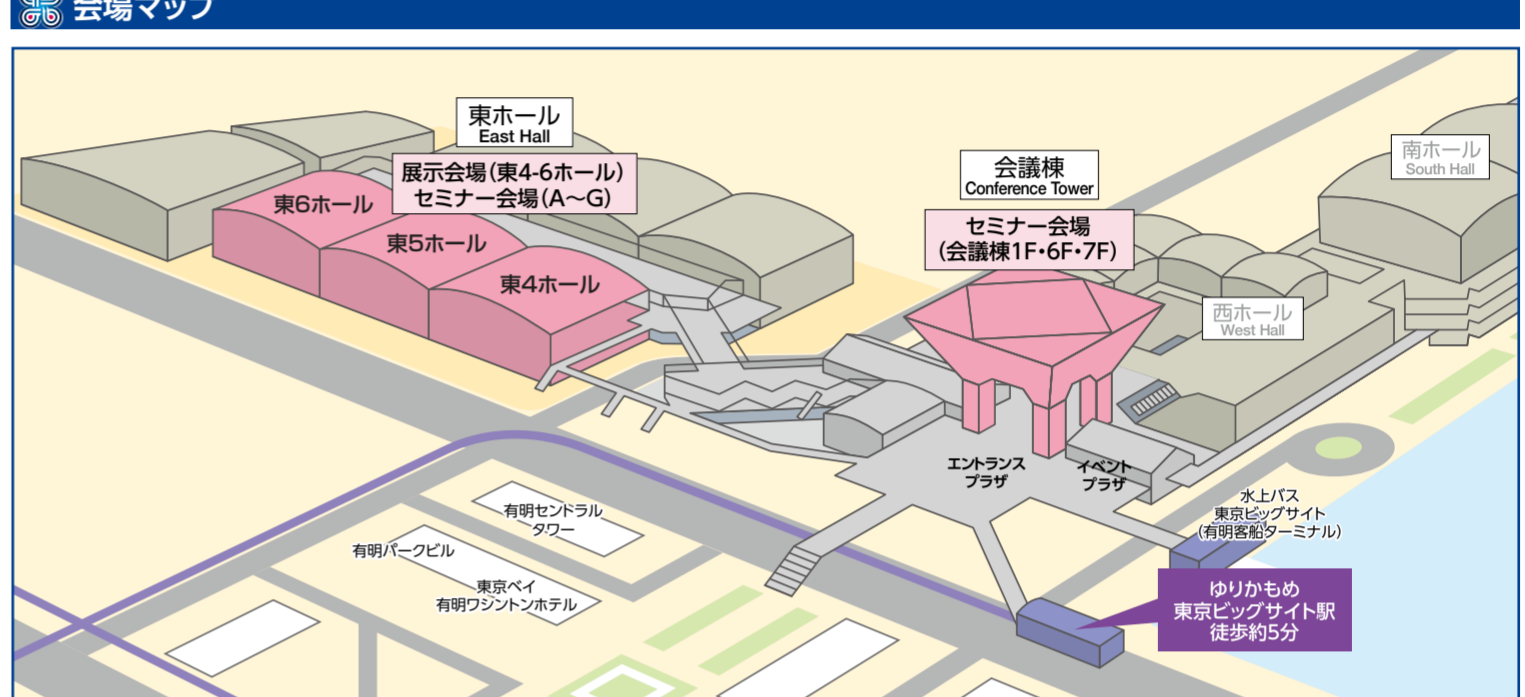 会場マップ
東ホール
East Hall
展示会場(東4-6ホール)
セミナー会場(A〜G)
東6ホール
東5ホール
東4ホール
会議棟
Conference Tower
セミナー会場
(会議棟1F・6F・7F)
南ホール
South Hall
西ホール
West Hall
エントランス
プラザ
イベント
プラザ
水上バス
東京ビッグサイト
(有明客船ターミナル)
有明セントラル
タワー
有明パークビル
東京ベイ
有明ワシントンホテル
ゆりかもめ
東京ビッグサイト駅
徒歩約5分